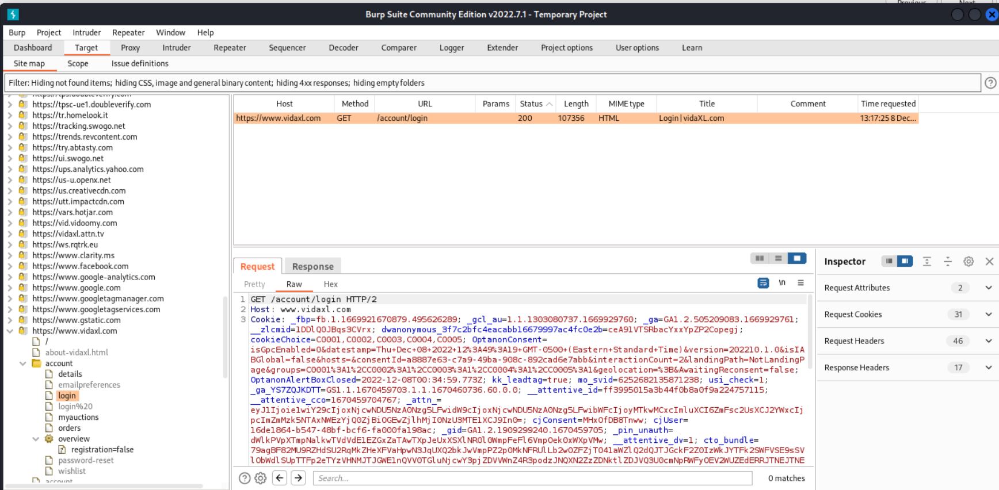 Previous Next
Burp Suite Community Edition v2022.7.1 - Temporary Project
Burp Project Intruder Repeater Window Help
Dashboard Target Proxy Intruder Repeater Sequencer Decoder Comparer Logger Extender Project options User options Learn
Site map Scope Issue definitions
Filter: Hiding not found items; hiding CSS, image and general binary content; hiding 4xx responses; hiding empty folders
https://tps.doubleverify.com
https://tpsc-ue1.doubleverify.com
https://tr.homelook.it
https://tracking.swogo.net
https://trends.revcontent.com
https://try.abtasty.com
https://ui.swogo.net
https://ups.analytics.yahoo.com
https://us-u.openx.net
https://us.creativecdn.com
https://utt.impactcdn.com
https://vars.hotjar.com
https://vid.vidoomy.com
https://vidaxl.attn.tv
https://ws.rqtrk.eu
https://www.clarity.ms
https://www.facebook.com
https://www.google-analytics.com
https://www.google.com
https://www.googletagmanager.com
https://www.googletagservices.com
https://www.gstatic.com
https://www.vidaxl.com
/
about-vidaxl.html
account
details
emailpreferences
login
login%20
myauctions
orders
overview
registration=false
password-reset
wishlist
account
Host Method URL Params Status Length MIME type Title Comment Time requested
https://www.vidaxl.com GET /account/login 200 107356 HTML Login | vidaXL.com 13:17:25 8 Dec...
Request Response
Pretty Raw Hex
\n
1 GET /account/login HTTP/2
2 Host: www.vidaxl.com
3 Cookie: _fbp=fb.1.1669921670879.495626289; _gcl_au=1.1.1303080737.1669929760; _ga=GA1.2.505209083.1669929761;
__zlcmid=1DDlQ0JBqs3CVrx; dwanonymous_3f7c2bfc4eacabb16679997ac4fc0e2b=ceA91VTSRbacYxxYpZP2Copegj;
cookieChoice=C0001,C0002,C0003,C0004,C0005; OptanonConsent=
isGpcEnabled=0&datestamp=Thu+Dec+08+2022+12%3A49%3A19+GMT-0500+(Eastern+Standard+Time)&version=202210.1.0&isIA
BGlobal=false&hosts=&consentId=a8887e63-c7a9-49ba-908c-892cad6e7abb&interactionCount=2&landingPath=NotLandingP
age&groups=C0001%3A1%2CC0002%3A1%2CC0003%3A1%2CC0004%3A1%2CC0005%3A1&geolocation=%3B&AwaitingReconsent=false;
OptanonAlertBoxClosed=2022-12-08T00:34:59.773Z; kk_leadtag=true; mo_svid=6252682135871238; usi_check=1;
_ga_YS7ZQJKDTT=GS1.1.1670459703.1.1.1670460736.60.0.0; __attentive_id=ff3995015a3b44f0b8a0f9a224757115;
__attentive_cco=1670459704767; _attn_=
eyJ1IjoieIwiY29cIjoxNjcwNDU5NzA0Nzg5LFwidW9cIjoxNjcwNDU5NzA0Nzg5LFwibWFcIjoyMTkwMCxcImluXCI6ZmFsc2UsXCJ2YWxcIj
pcImZmMzk5NTAxNWEzYjQ0ZjBiOGEwZjlhMjI0NzU3MTE1XCJ9In0=; cjConsent=MHxOfDB8Tnww; cjUser=
16de1864-b547-48bf-bcf6-fa000fa198ac; _gid=GA1.2.1909299240.1670459705; _pin_unauth=
dWlkPVpXTmpNalkwTVdVdE1EZGxZaTAwTXpJeUxXSXlNR0l0WmpFeFl6VmpOek0xWXpVMw; __attentive_dv=1; cto_bundle=
Search... 0 matches
Inspector
Request Attributes 2
Request Cookies 31
Request Headers 46
Response Headers 17